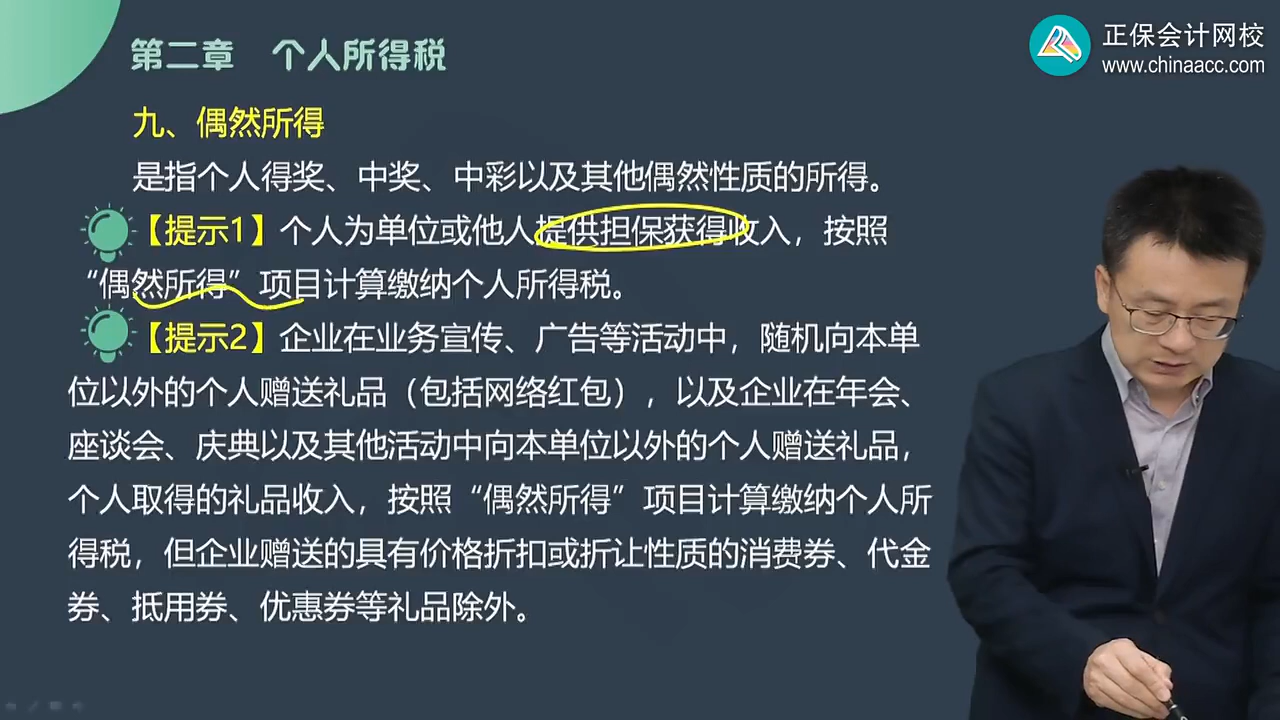 第二章 个人所得税
正保会计网校
www.chinaacc.com
九、偶然所得
是指个人得奖、中奖、中彩以及其他偶然性质的所得。
【提示1】个人为单位或他人提供担保获得收入，按照
“偶然所得”项目计算缴纳个人所得税。
【提示2】企业在业务宣传、广告等活动中，随机向本单
位以外的个人赠送礼品（包括网络红包），以及企业在年会、
座谈会、庆典以及其他活动中向本单位以外的个人赠送礼品，
个人取得的礼品收入，按照“偶然所得”项目计算缴纳个人所
得税，但企业赠送的具有价格折扣或折让性质的消费券、代金
券、抵用券、优惠券等礼品除外。